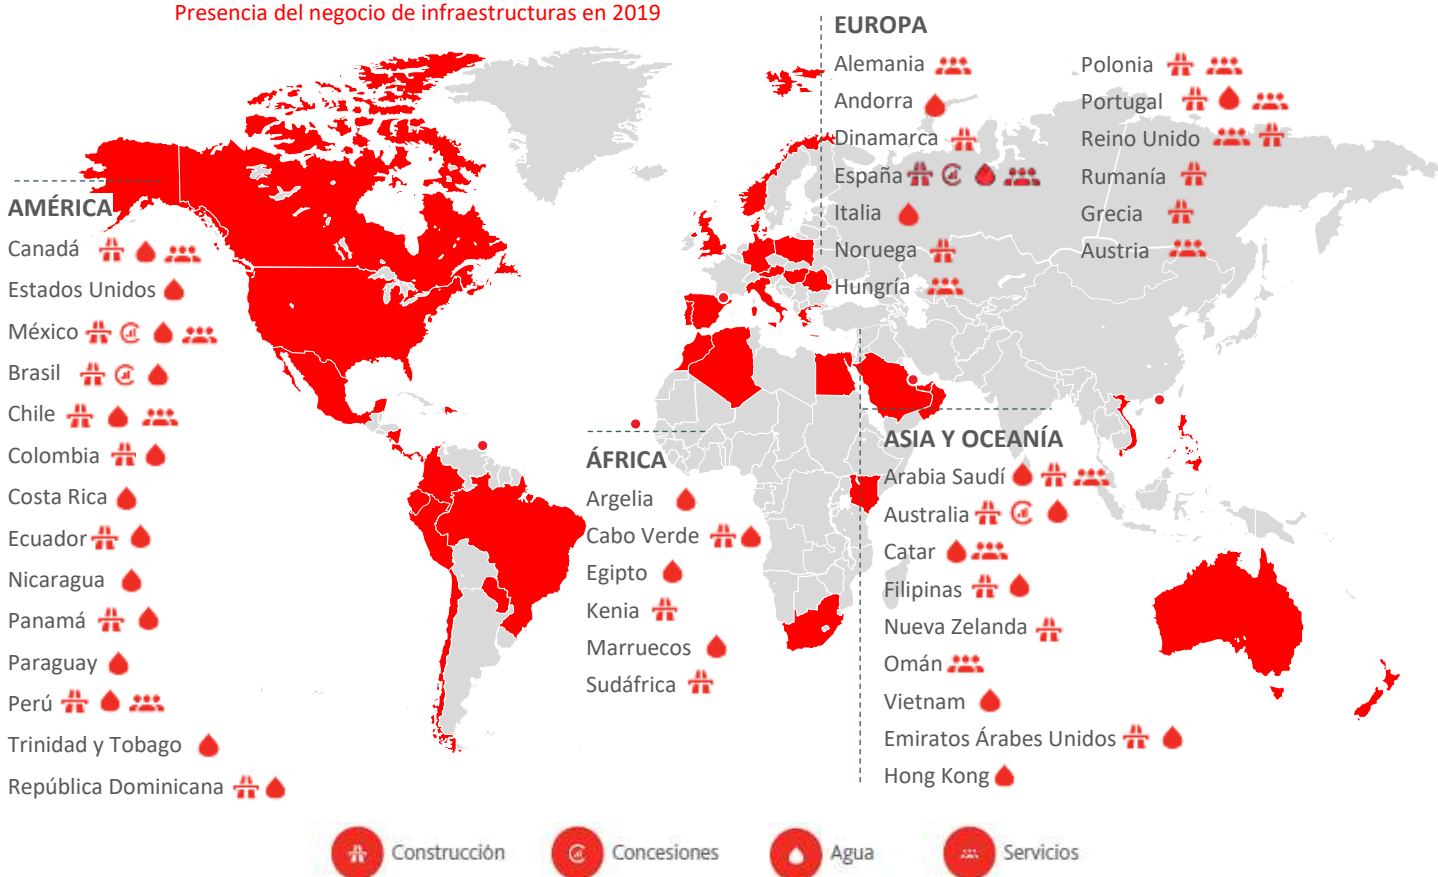 Presencia del negocio de infraestructuras en 2019
AMÉRICA
Canadá
Estados Unidos
México
Brasil
Chile
Colombia
Costa Rica
Ecuador
Nicaragua
Panamá
Paraguay
Perú
Trinidad y Tobago
República Dominicana
EUROPA
Alemania
Andorra
Dinamarca
España
Italia
Noruega
Hungría
Polonia
Portugal
Reino Unido
Rumanía
Grecia
Austria
ÁFRICA
Argelia
Cabo Verde
Egipto
Kenia
Marruecos
Sudáfrica
ASIA Y OCEANÍA
Arabia Saudí
Australia
Catar
Filipinas
Nueva Zelanda
Omán
Vietnam
Emiratos Árabes Unidos
Hong Kong
Construcción
Concesiones
Agua
Servicios